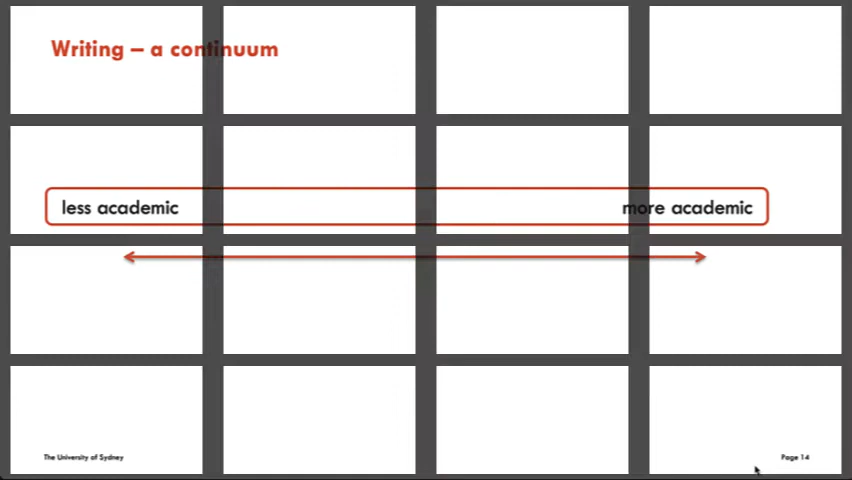 Writing – a continuum
less academic more academic
The University of Sydney Page 14